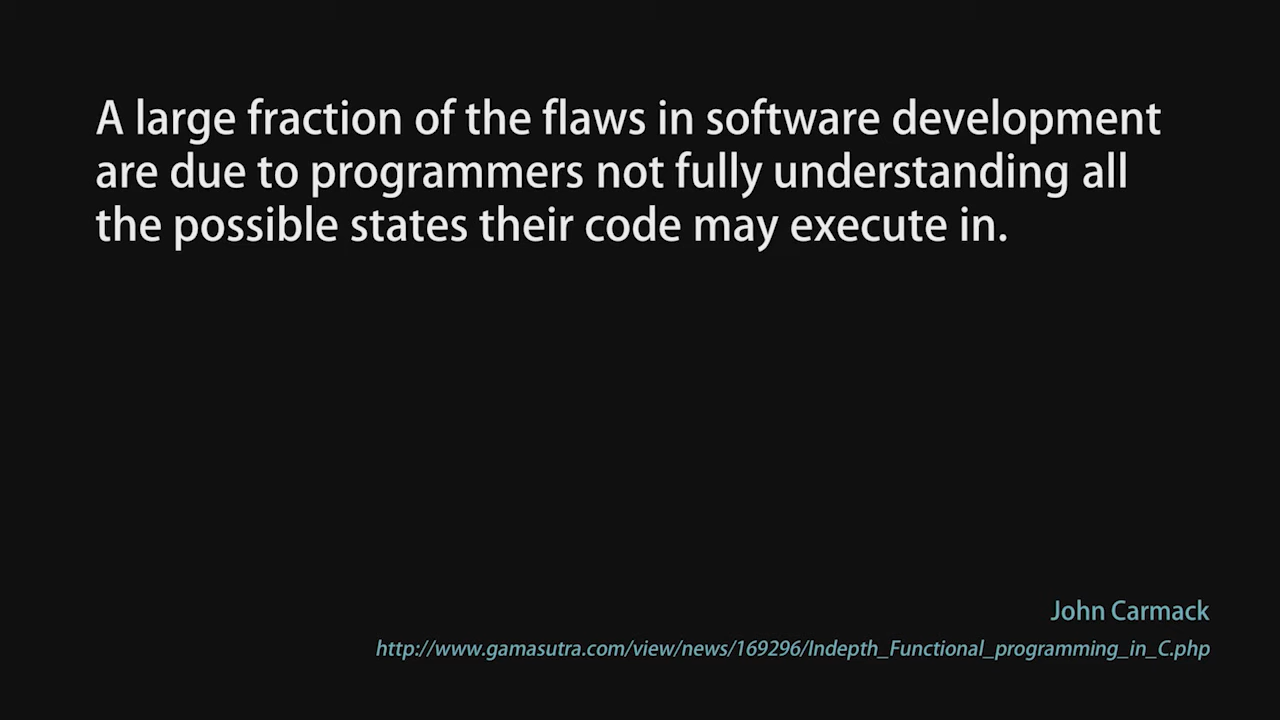 A large fraction of the flaws in software development
are due to programmers not fully understanding all
the possible states their code may execute in.
John Carmack
http://www.gamasutra.com/view/news/169296/Indepth_Functional_programming_in_C.php